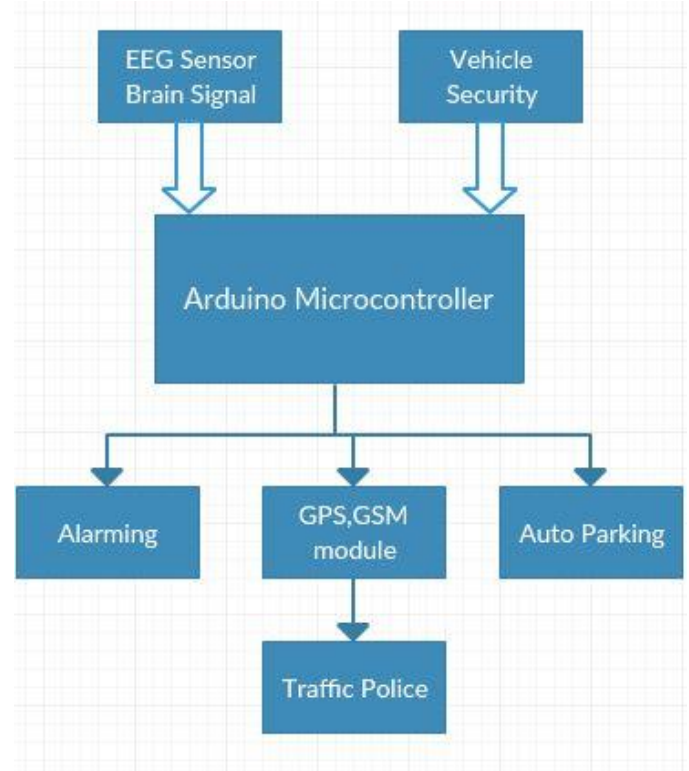 EEG Sensor
Brain Signal
Vehicle
Security
Arduino Microcontroller
Alarming
GPS,GSM
module
Auto Parking
Traffic Police